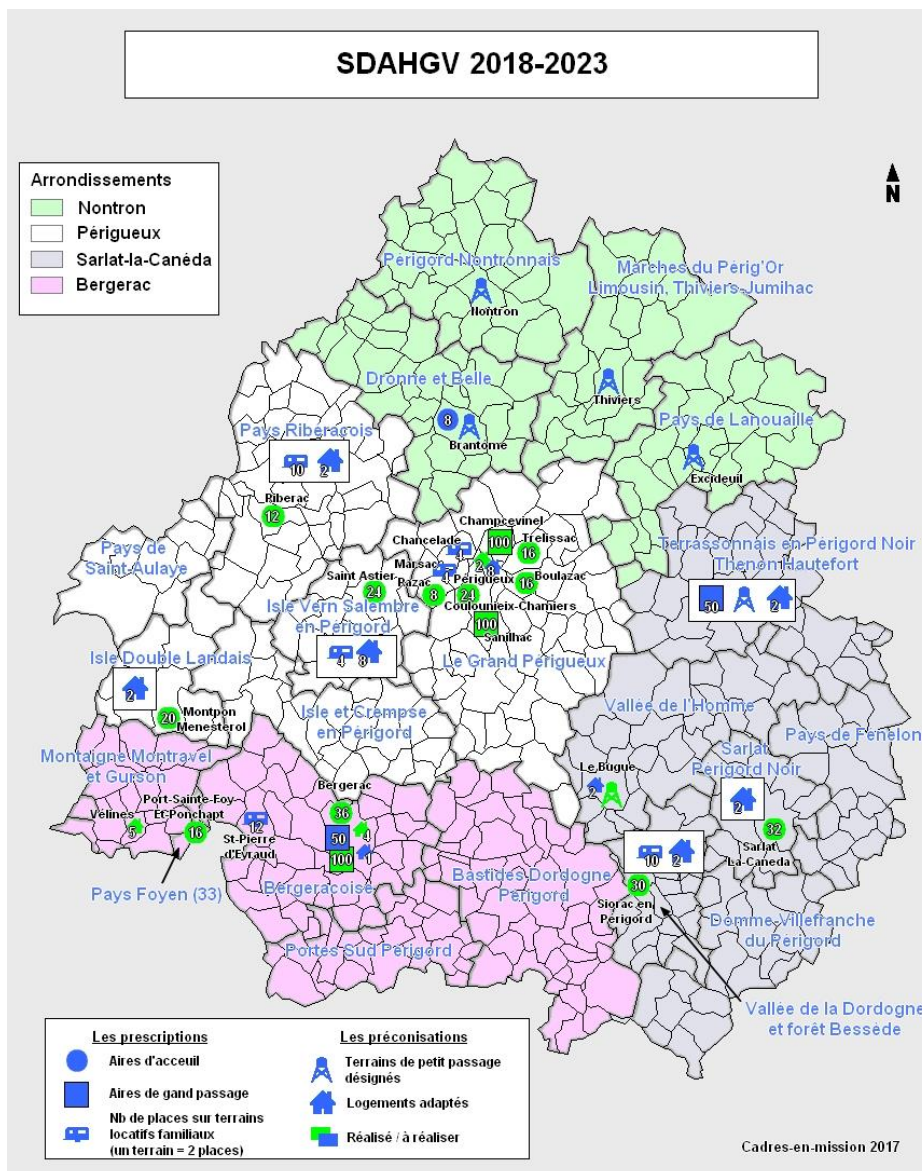 SDAHGV 2018-2023
Arrondissements
Nontron
Périgueux
Sarlat-la-Canéda
Bergerac
N
Périgord Nontronnais
Nontron
Marches du Périg'Or
Limousin, Thiviers-Jumilhac
Thiviers
Dronne et Belle
8
Brantome
Pays de Lanouaille
Excideuil
Pays Ribéracois
10
2
Riberac
12
Pays de
Saint Aulaye
Champcevinel
100
Chancelade
Trelissac
16
Marsac
2
8
Razac
8
Périgueux
24
Boulazac
16
Coulounieix-Chamiers
100
Sanilhac
Le Grand Périgueux
Saint Astier
24
Isle Vern Salembre
en Périgord
4
8
Terrassonnais en Périgord Noir
Thenon Hautefort
50
2
Isle Double Landais
2
20
Montpon
Menesterol
Isle et Crempse
en Périgord
Vallée de l'Homme
Pays de Fénelon
Sarlat
Périgord Noir
2
32
Sarlat
La-Canéda
Le Bugue
2
Montaigne Montravel
et Gurson
Vélines
5
Port-Sainte-Foy
Et-Ponchapt
16
Pays Foyen (33)
12
St-Pierre
d'Eyraud
Bergerac
36
4
50
100
1
Bergeracoise
Bastides Dordogne
Périgord
10
2
30
Siorac en
Périgord
Domme-Villefranche
du Périgord
Portes Sud Périgord
Vallée de la Dordogne
et forêt Bessède
Les prescriptions
Aires d'acceuil
Aires de gand passage
Nb de places sur terrains
locatifs familiaux
(un terrain = 2 places)
Les préconisations
Terrains de petit passage
désignés
Logements adaptés
Réalisé / à réaliser
Cadres-en-mission 2017